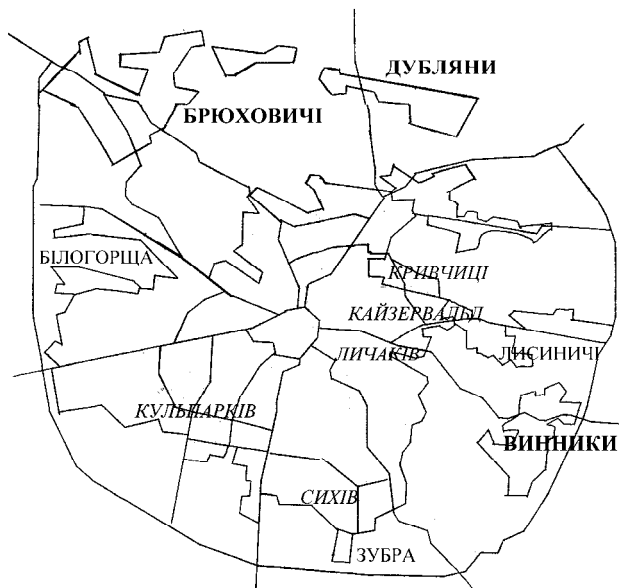 ДУБЛЯНИ
БРЮХОВИЧІ
БІЛОГОРЩА
КРИВЧИЦІ
КАЙЗЕРВАЛЬД
ЛИЧАКІВ
ЛИСИНИЧІ
КУЛЬПАРКІВ
ВИННИКИ
СИХІВ
ЗУБРА